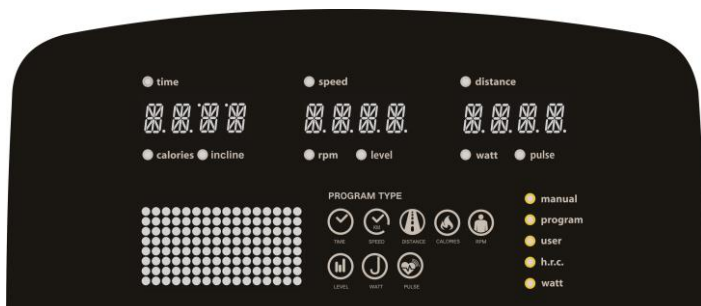 time speed distance
calories incline rpm level watt pulse
PROGRAM TYPE
TIME SPEED DISTANCE CALORIES RPM
LEVEL WATT PULSE
manual
program
user
h.r.c.
watt